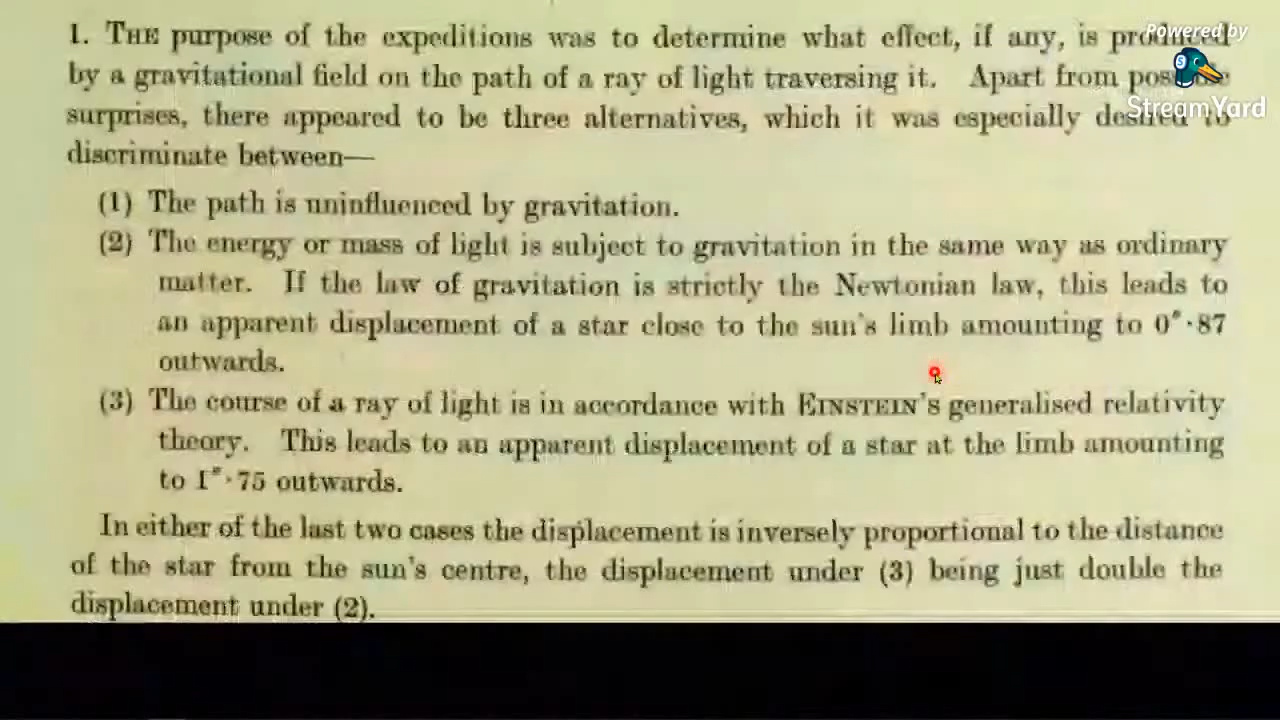 Powered by
StreamYard
1. THE purpose of the expeditions was to determine what effect, if any, is produced
by a gravitational field on the path of a ray of light traversing it. Apart from possible
surprises, there appeared to be three alternatives, which it was especially desired to
discriminate between—
(1) The path is uninfluenced by gravitation.
(2) The energy or mass of light is subject to gravitation in the same way as ordinary
matter. If the law of gravitation is strictly the Newtonian law, this leads to
an apparent displacement of a star close to the sun's limb amounting to 0″·87
outwards.
(3) The course of a ray of light is in accordance with EINSTEIN'S generalised relativity
theory. This leads to an apparent displacement of a star at the limb amounting
to 1″·75 outwards.
In either of the last two cases the displacement is inversely proportional to the distance
of the star from the sun's centre, the displacement under (3) being just double the
displacement under (2).